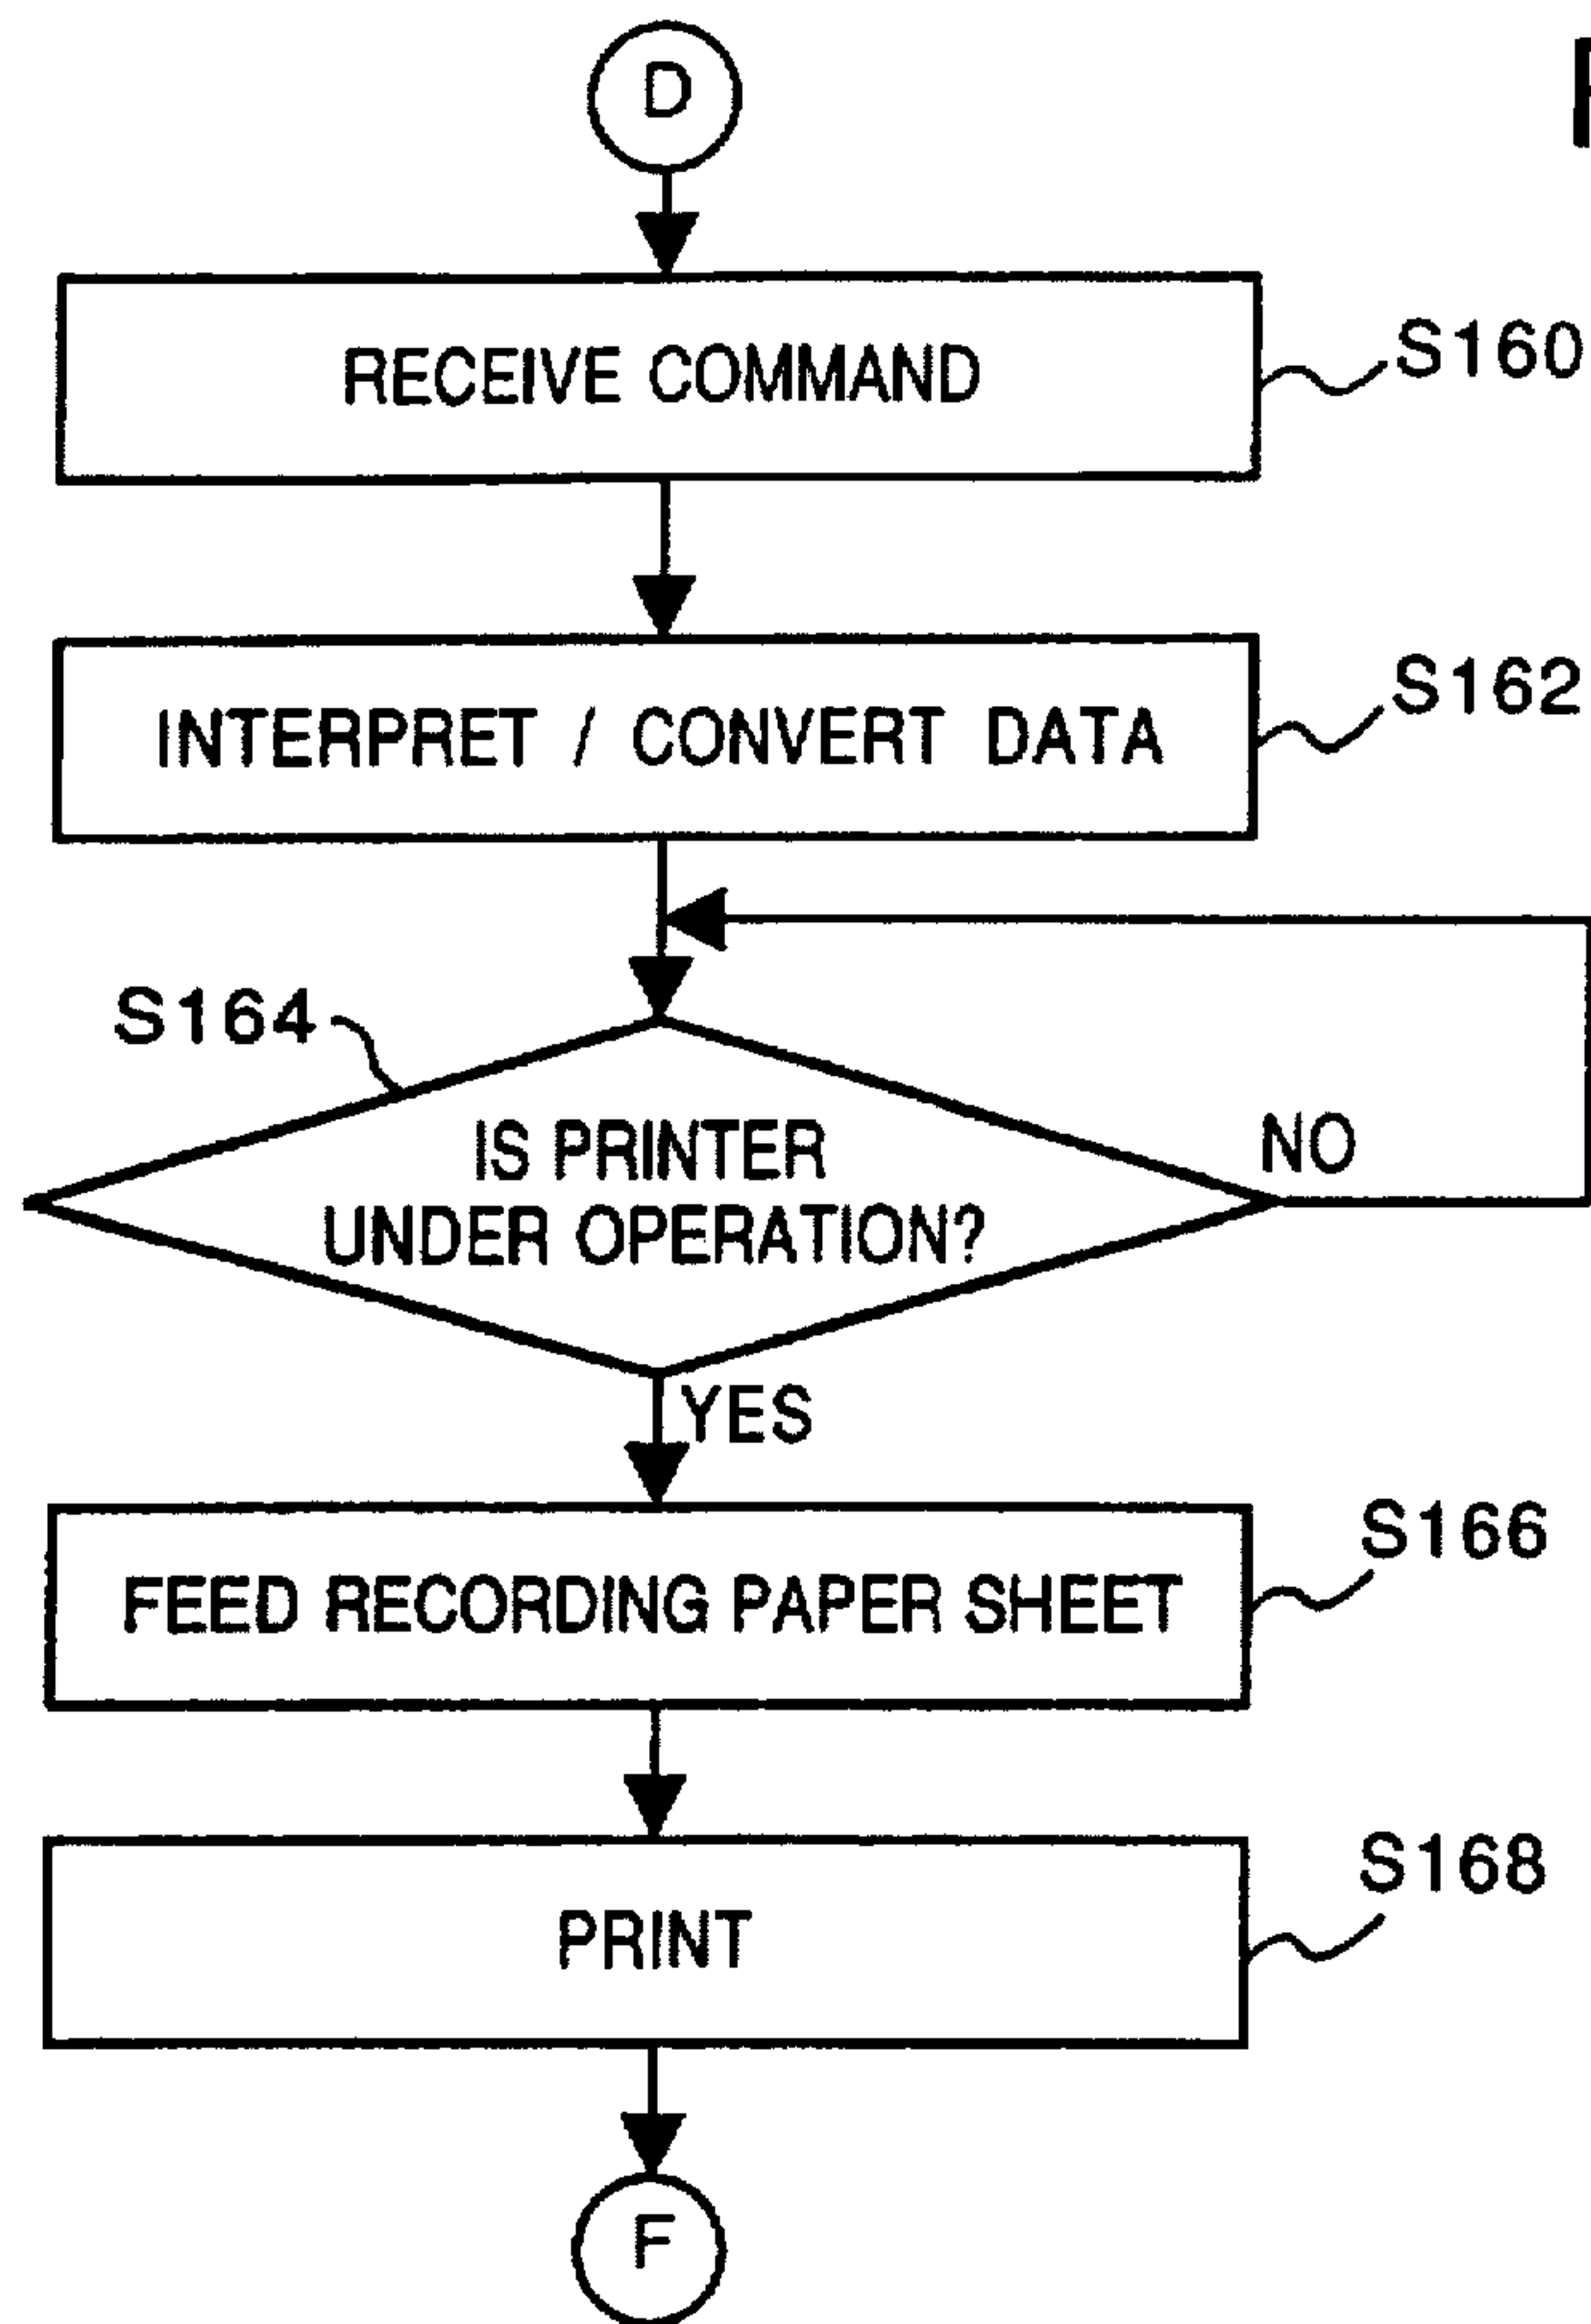 D
RECEIVE COMMAND
S160
INTERPRET / CONVERT DATA
S162
S164
IS PRINTER
UNDER OPERATION?
NO
YES
FEED RECORDING PAPER SHEET
S166
PRINT
S168
F